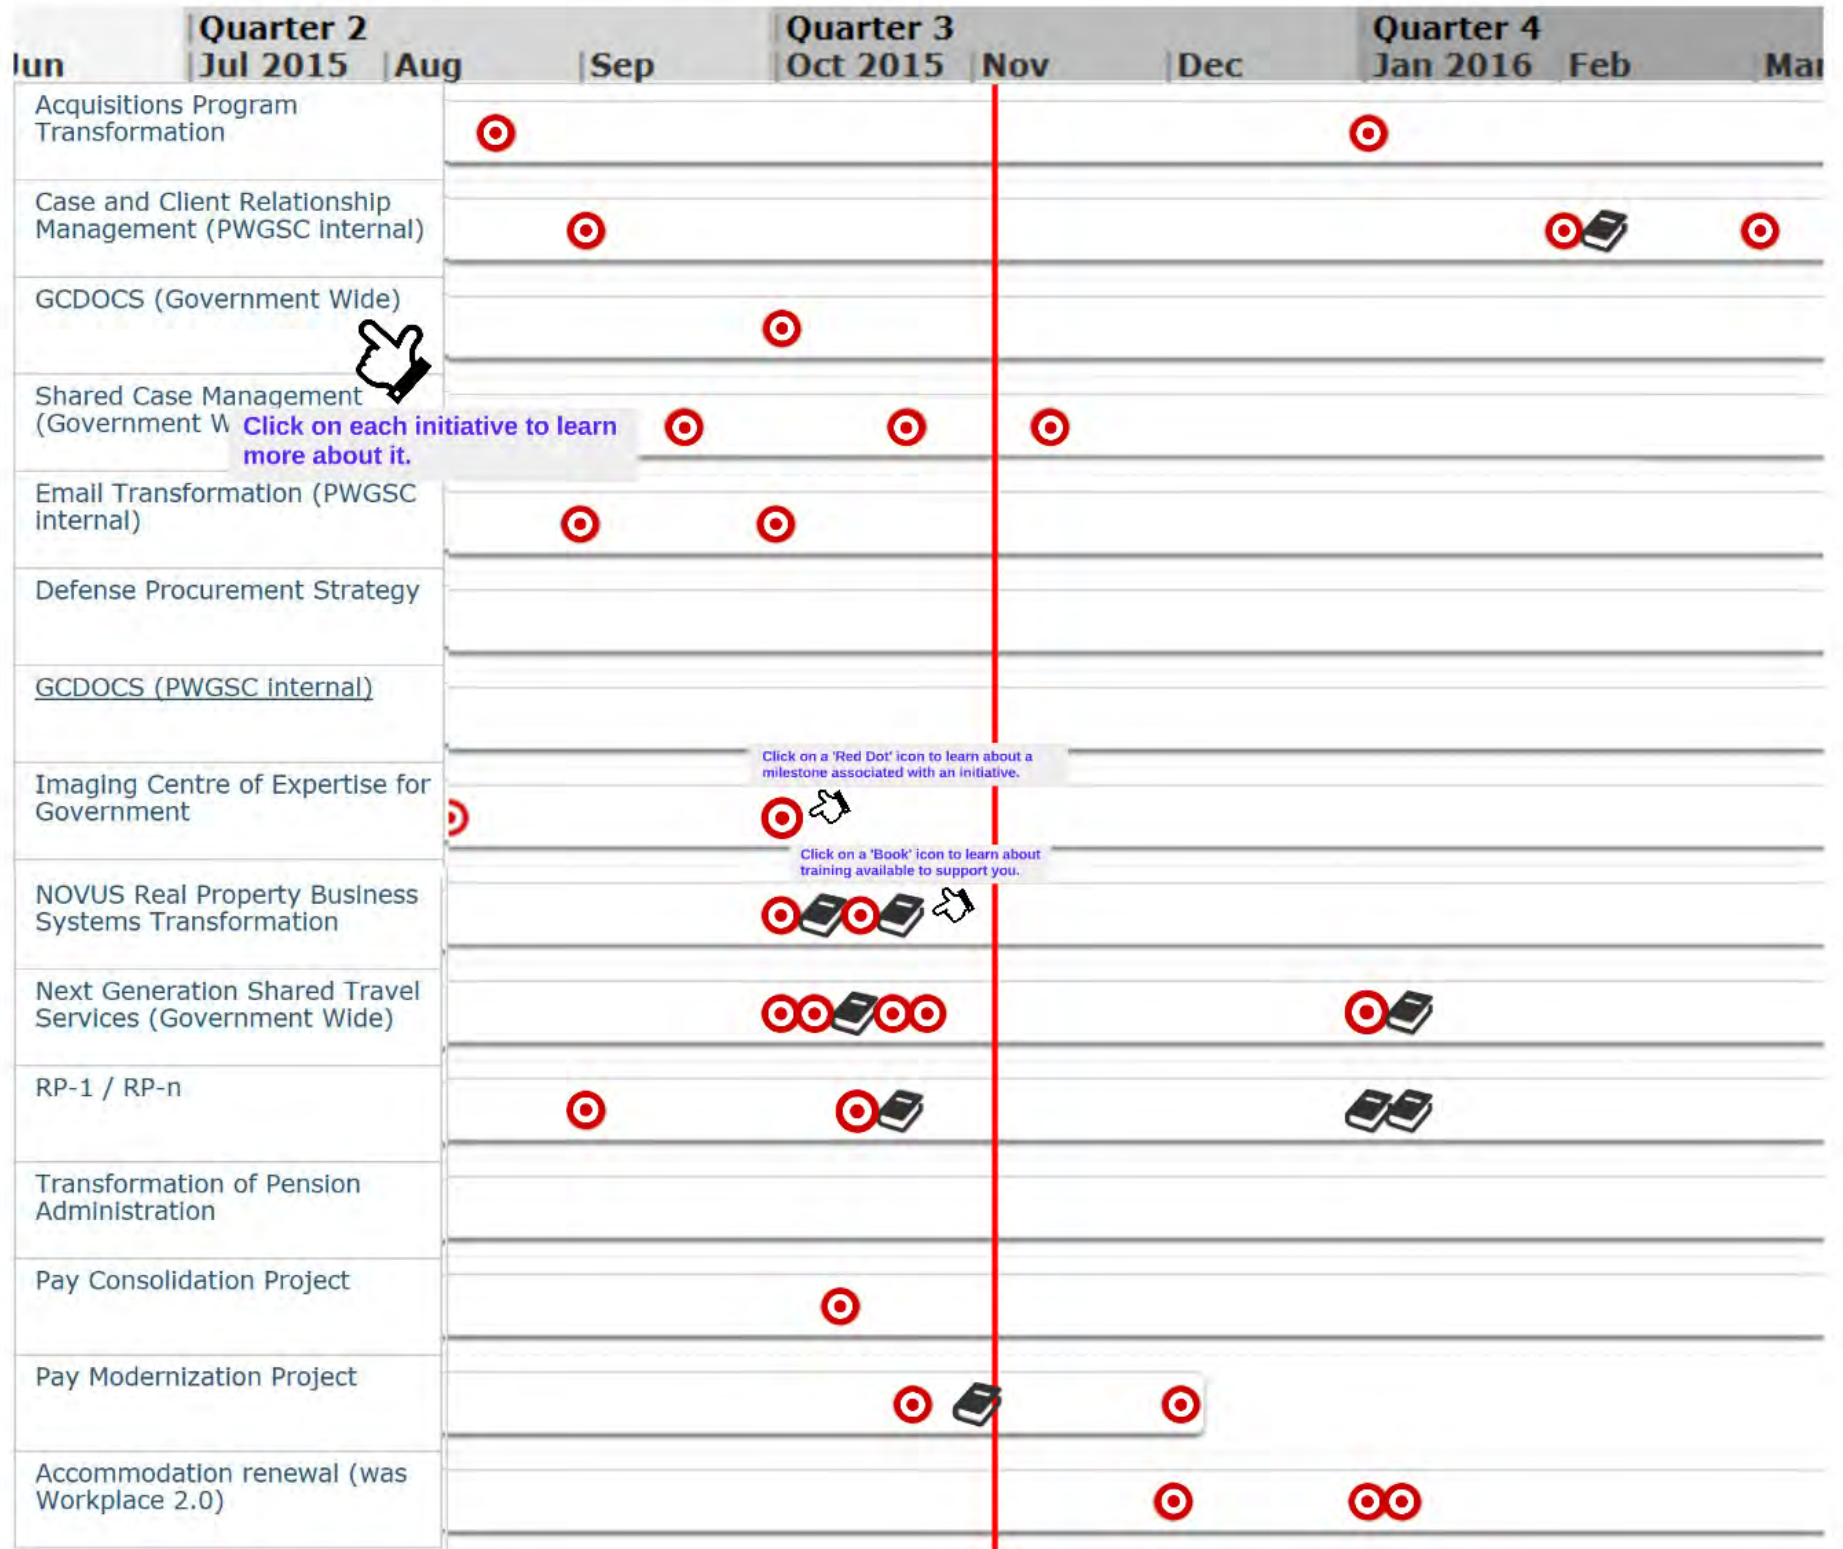 Quarter 2 Quarter 3 Quarter 4
Jun Jul 2015 Aug Sep Oct 2015 Nov Dec Jan 2016 Feb Mar
Acquisitions Program
Transformation
Case and Client Relationship
Management (PWGSC internal)
GCDOCS (Government Wide)
Shared Case Management
(Government W
Click on each initiative to learn
more about it.
Email Transformation (PWGSC
internal)
Defense Procurement Strategy
GCDOCS (PWGSC internal)
Click on a 'Red Dot' icon to learn about a
milestone associated with an initiative.
Imaging Centre of Expertise for
Government
Click on a 'Book' icon to learn about
training available to support you.
NOVUS Real Property Business
Systems Transformation
Next Generation Shared Travel
Services (Government Wide)
RP-1 / RP-n
Transformation of Pension
Administration
Pay Consolidation Project
Pay Modernization Project
Accommodation renewal (was
Workplace 2.0)